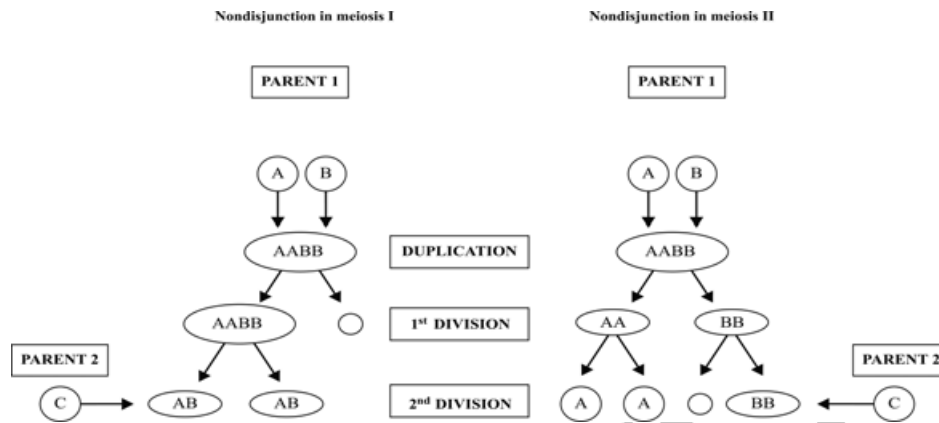 Nondisjunction in meiosis I
Nondisjunction in meiosis II
PARENT 1
PARENT 1
A
B
A
B
AABB
DUPLICATION
AABB
AABB
1st DIVISION
AA
BB
PARENT 2
PARENT 2
C
AB
AB
2nd DIVISION
A
A
BB
C